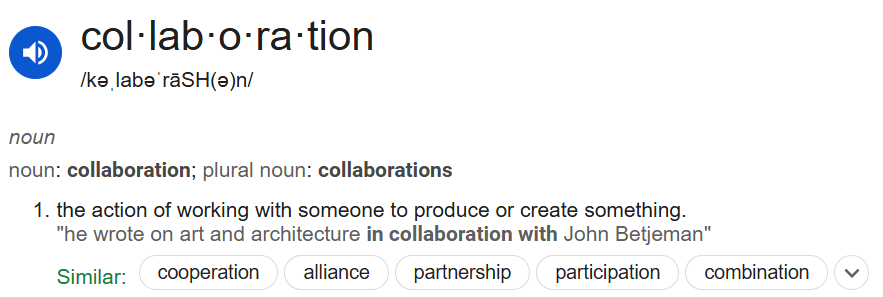 col·lab·o·ra·tion
/kəˌlabəˈrāSH(ə)n/
noun
noun: collaboration; plural noun: collaborations
1. the action of working with someone to produce or create something.
"he wrote on art and architecture in collaboration with John Betjeman"
Similar: cooperation alliance partnership participation combination